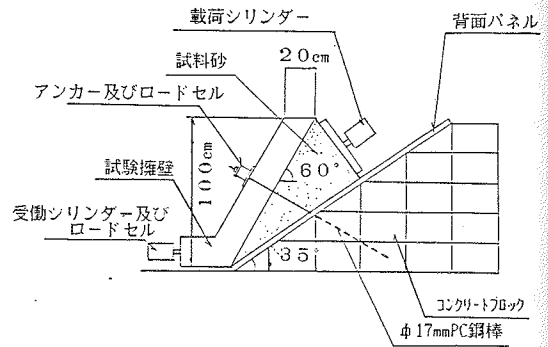 載荷シリンダー
背面パネル
試料砂
20cm
アンカー及びロードセル
試験擁壁
100cm
60°
受働シリンダー及び
ロードセル
35
コンクリートブロック
φ17mmPC鋼棒